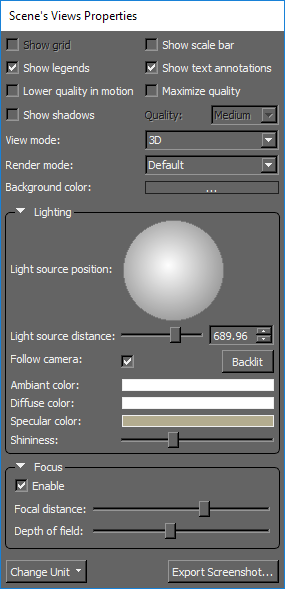 Scene's Views Properties
Show grid
Show scale bar
Show legends
Show text annotations
Lower quality in motion
Maximize quality
Show shadows
Quality:
Medium
View mode:
3D
Render mode:
Default
Background color:
...
Lighting
Light source position:
Light source distance:
689.96
Follow camera:
Backlit
Ambiant color:
Diffuse color:
Specular color:
Shininess:
Focus
Enable
Focal distance:
Depth of field:
Change Unit
Export Screenshot...